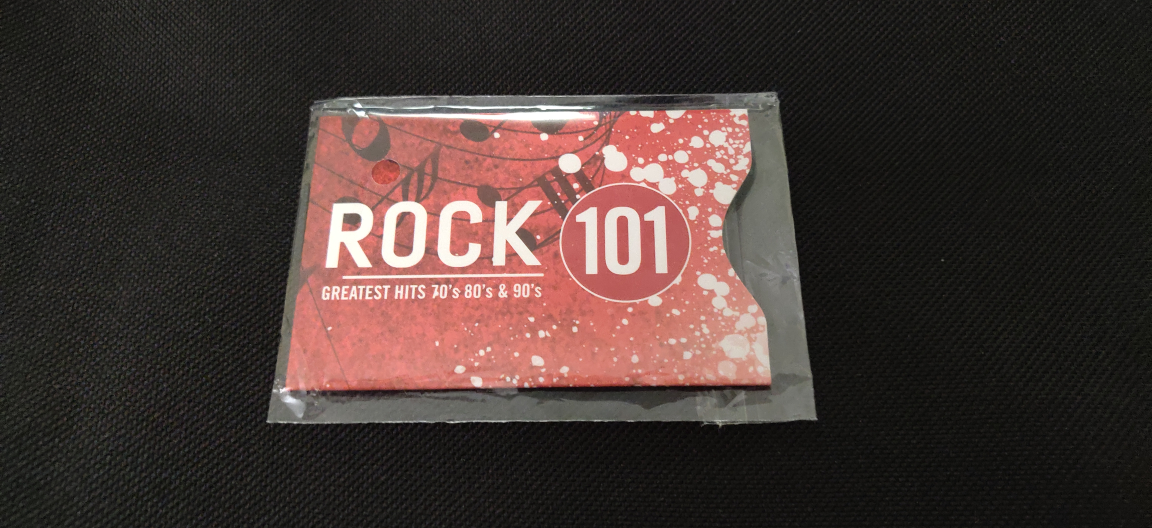 ROCK 101
GREATEST HITS 70's 80's & 90's